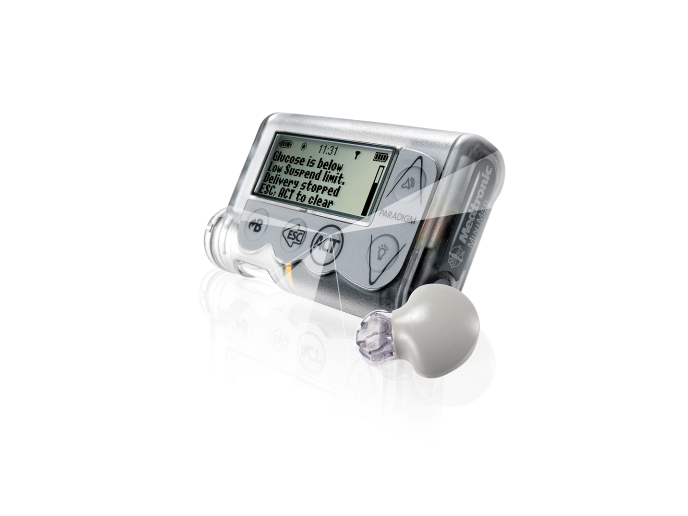 11:31
Glucose is below
Low Suspend limit.
Delivery stopped
ESC; ACT to clear
PARADIGM
B
ESC
ACT
Medtronic